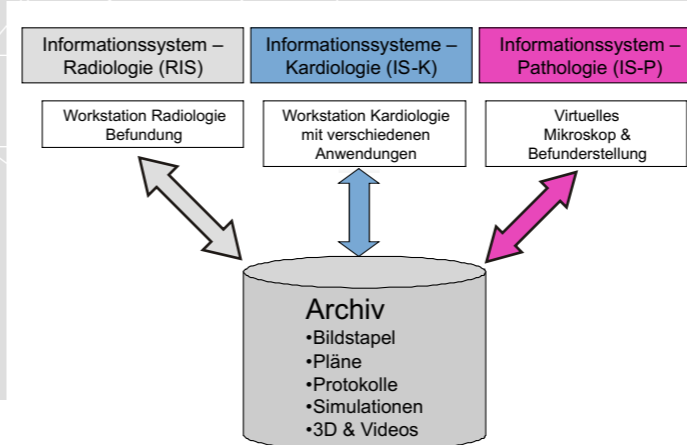 Informationssystem –
Radiologie (RIS)
Informationssysteme –
Kardiologie (IS-K)
Informationssystem –
Pathologie (IS-P)
Workstation Radiologie
Befundung
Workstation Kardiologie
mit verschiedenen
Anwendungen
Virtuelles
Mikroskop &
Befunderstellung
Archiv
•Bildstapel
•Pläne
•Protokolle
•Simulationen
•3D & Videos